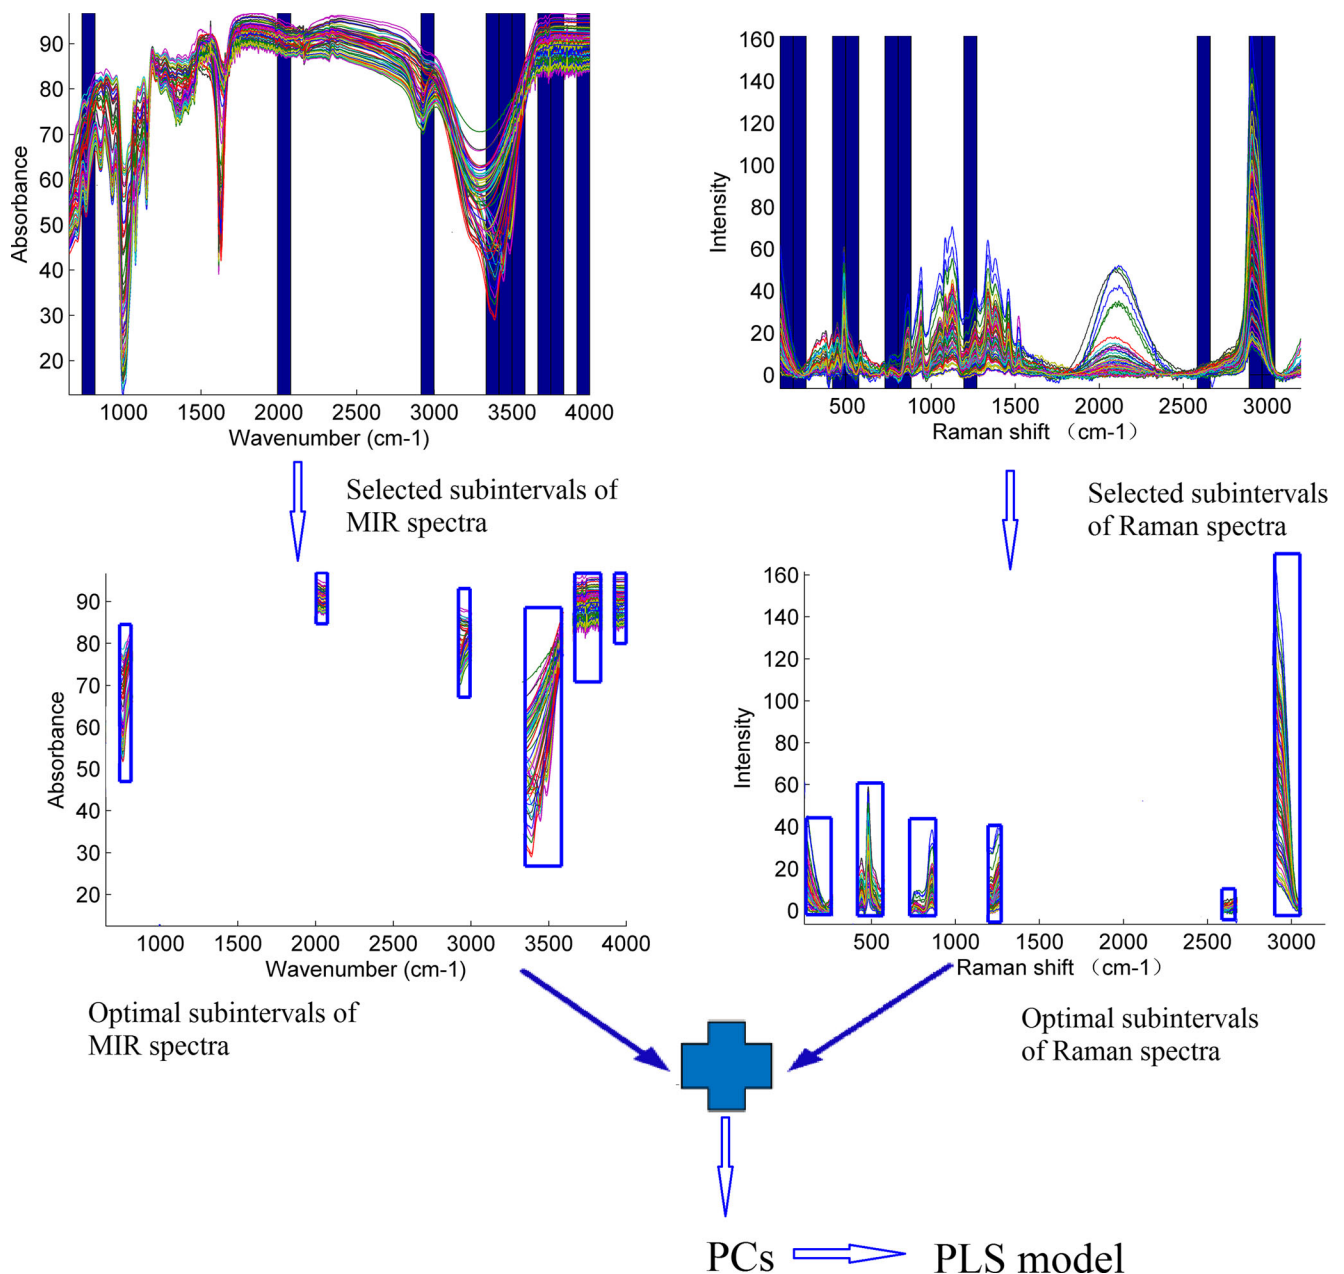 90
80
70
60
50
40
30
20
Absorbance
1000 1500 2000 2500 3000 3500 4000
Wavenumber (cm-1)
160
140
120
100
80
60
40
20
0
Intensity
500 1000 1500 2000 2500 3000
Raman shift （cm-1）
Selected subintervals of
MIR spectra
Selected subintervals
of Raman spectra
90
80
70
60
50
40
30
20
Absorbance
1000 1500 2000 2500 3000 3500 4000
Wavenumber (cm-1)
160
140
120
100
80
60
40
20
0
Intensity
500 1000 1500 2000 2500 3000
Raman shift （cm-1）
Optimal subintervals of
MIR spectra
Optimal subintervals
of Raman spectra
PCs
PLS model